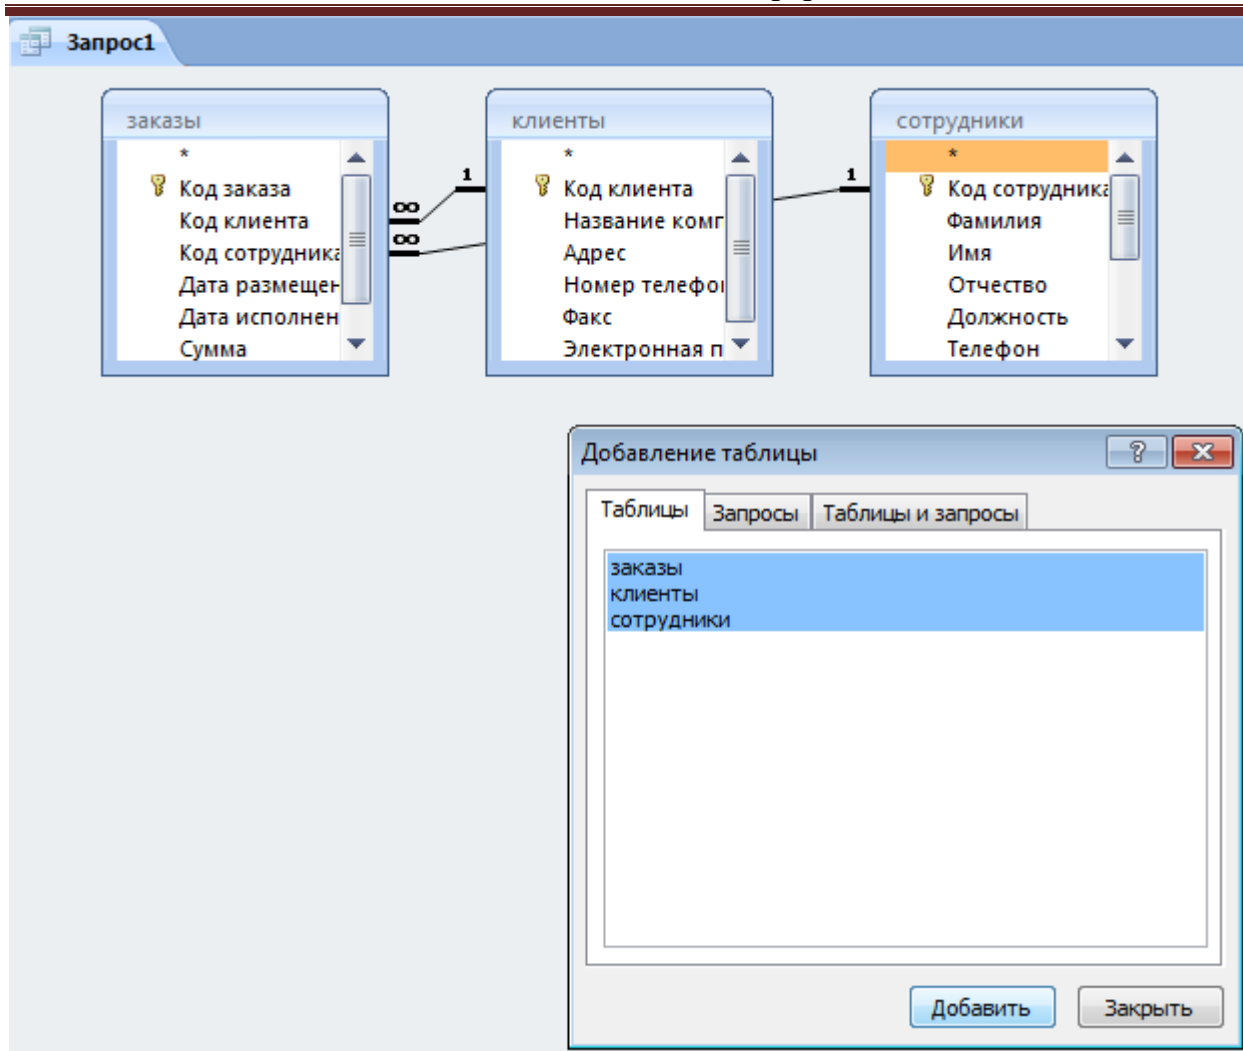 Запрос1
заказы
*
Код заказа
Код клиента
Код сотрудника
Дата размещен
Дата исполнен
Сумма
∞
∞
1
клиенты
*
Код клиента
Название комп
Адрес
Номер телефон
Факс
Электронная п
1
сотрудники
*
Код сотрудника
Фамилия
Имя
Отчество
Должность
Телефон
Добавление таблицы
?
Таблицы
Запросы
Таблицы и запросы
заказы
клиенты
сотрудники
Добавить
Закрыть